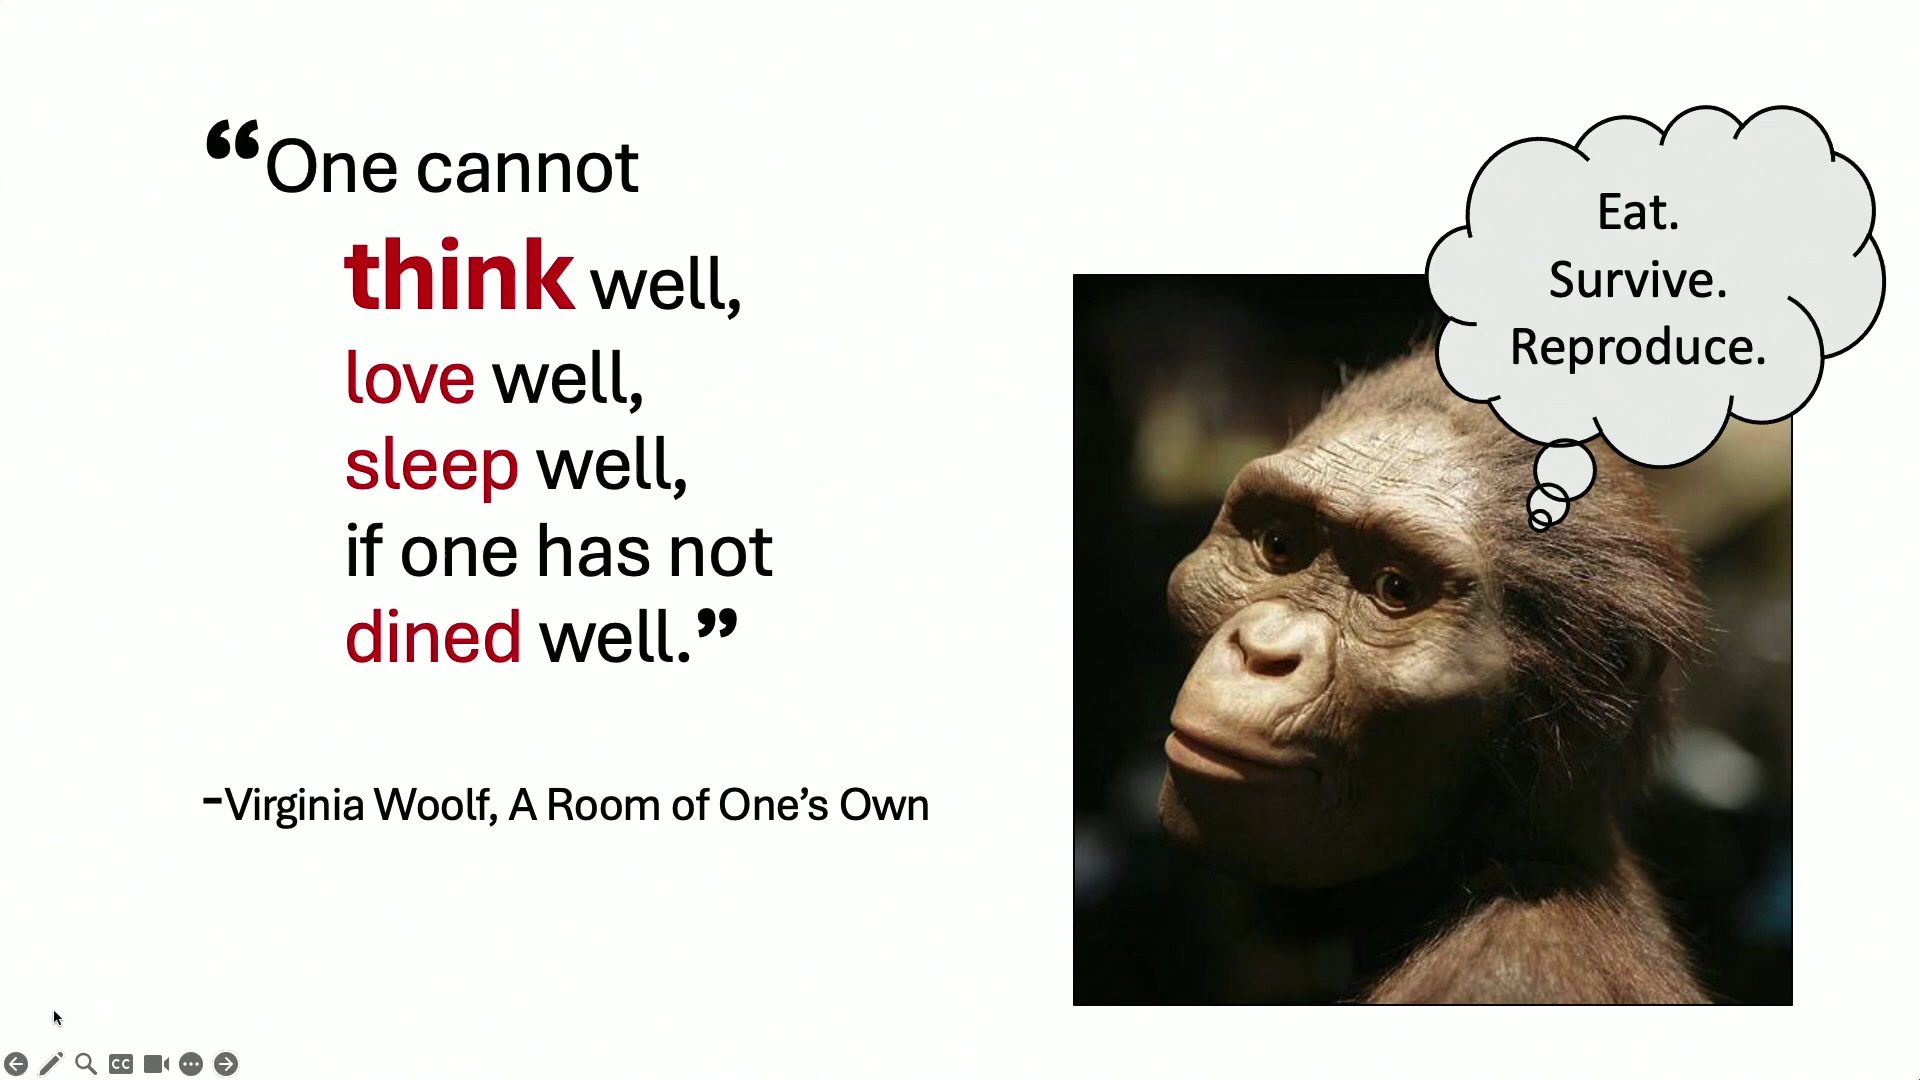 “One cannot
think well,
love well,
sleep well,
if one has not
dined well.”
-Virginia Woolf, A Room of One’s Own
Eat.
Survive.
Reproduce.
CC